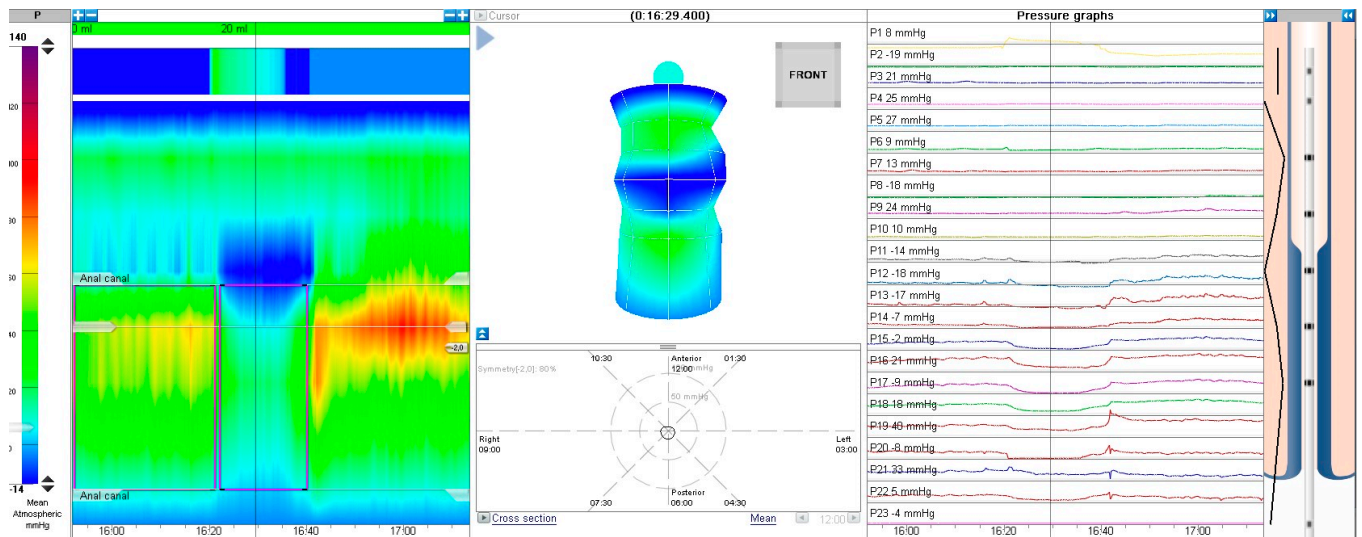 P
0 ml
20 ml
140
120
100
80
60
40
20
0
-14
Mean
Atmospheric
mmHg
Anal canal
-2,0
Anal canal
16:00
16:20
16:40
17:00
Cursor
(0:16:29.400)
FRONT
Symmetry[-2,0]: 80%
10:30
Anterior
12:00
01:30
50 mmHg
Right
09:00
Left
03:00
07:30
Posterior
06:00
04:30
Cross section
Mean
12:00
Pressure graphs
P1 8 mmHg
P2 -19 mmHg
P3 21 mmHg
P4 25 mmHg
P5 27 mmHg
P6 9 mmHg
P7 13 mmHg
P8 -18 mmHg
P9 24 mmHg
P10 10 mmHg
P11 -14 mmHg
P12 -18 mmHg
P13 -17 mmHg
P14 -7 mmHg
P15 -2 mmHg
P16 21 mmHg
P17 -9 mmHg
P18 18 mmHg
P19 40 mmHg
P20 -8 mmHg
P21 33 mmHg
P22 5 mmHg
P23 -4 mmHg
16:00
16:20
16:40
17:00